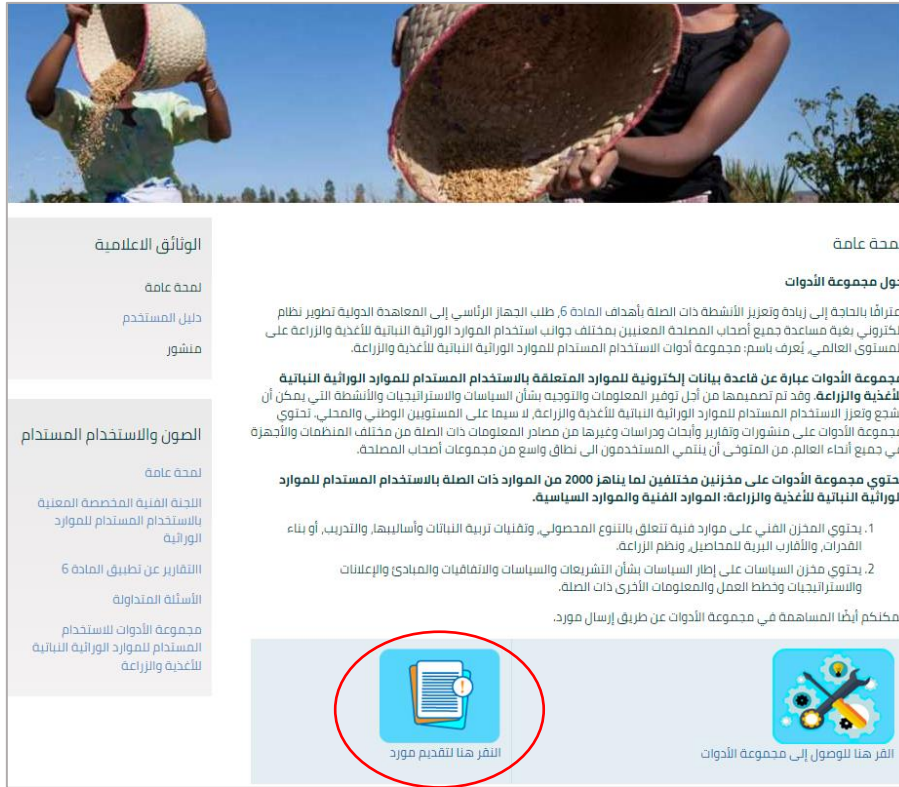 لمحة عامة
حول مجموعة الأدوات
عترافًا بالحاجة إلى زيادة وتعزيز الأنشطة ذات الصلة بأهداف المادة 6, طلب الجهاز الرئاسي إلى المعاهدة الدولية تطوير نظام
لكتروني بغية مساعدة جميع أصحاب المصلحة المعنيين بمختلف جوانب استخدام الموارد الوراثية النباتية للأغذية والزراعة على
لمستوى العالمي, يُعرف باسم: مجموعة أدوات الاستخدام المستدام للموارد الوراثية النباتية للأغذية والزراعة.
مجموعة الأدوات عبارة عن قاعدة بيانات إلكترونية للموارد المتعلقة بالاستخدام المستدام للموارد الوراثية النباتية
لأغذية والزراعة. وقد تم تصميمها من أجل توفير المعلومات والتوجيه بشأن السياسات والاستراتيجيات والأنشطة التي يمكن أن
شجع وتعزز الاستخدام المستدام للموارد الوراثية النباتية للأغذية والزراعة, لا سيما على المستويين الوطني والمحلي. تحتوي
مجموعة الأدوات على منشورات وتقارير وأبحاث ودراسات وغيرها من مصادر المعلومات ذات الصلة من مختلف المنظمات والأجهزة
في جميع أنحاء العالم. من المتوخى أن ينتمي المستخدمون الى نطاق واسع من مجموعات أصحاب المصلحة.
حتوي مجموعة الأدوات على مخزنين مختلفين لما يناهز 2000 من الموارد ذات الصلة بالاستخدام المستدام للموارد
لوراثية النباتية للأغذية والزراعة: الموارد الفنية والموارد السياسية.
1. يحتوي المخزن الفني على موارد فنية تتعلق بالتنوع المحصولي, وتقنيات تربية النباتات وأساليبها, والتدريب, أو بناء
القدرات, والأقارب البرية للمحاصيل, ونظم الزراعة.
2. يحتوي مخزن السياسات على إطار السياسات بشأن التشريعات والسياسات والاتفاقيات والمبادئ والإعلانات
والاستراتيجيات وخطط العمل والمعلومات الأخرى ذات الصلة.
مكنكم أيضًا المساهمة في مجموعة الأدوات عن طريق إرسال مورد.
القر هنا للوصول إلى مجموعة الأدوات
النقر هنا لتقديم مورد
الوثائق الاعلامية
لمحة عامة
دليل المستخدم
منشور
الصون والاستخدام المستدام
لمحة عامة
اللجنة الفنية المخصصة المعنية
بالاستخدام المستدام للموارد
الوراثية
االتقارير عن تطبيق المادة 6
الأسئلة المتداولة
مجموعة الأدوات للاستخدام
المستدام للموارد الوراثية النباتية
للأغذية والزراعة